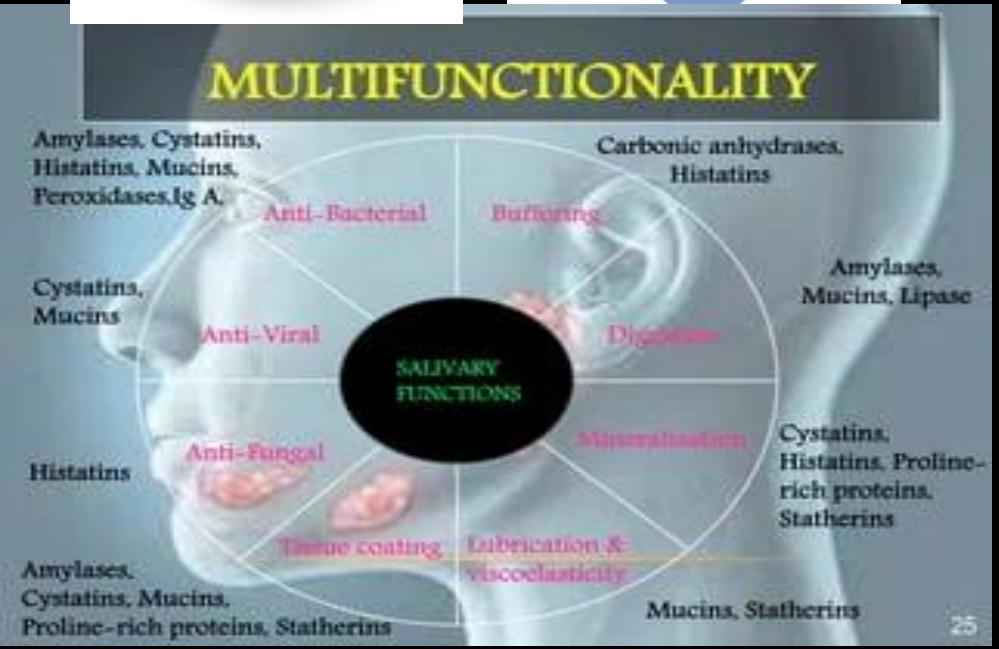 MULTIFUNCTIONALITY
Amylases, Cystatins,
Histatins, Mucins,
Peroxidases,Ig A,
Carbonic anhydrases,
Histatins
Anti-Bacterial
Buffering
Cystatins,
Mucins
Amylases,
Mucins, Lipase
Anti-Viral
Digestion
SALIVARY
FUNCTIONS
Anti-Fungal
Mineralisation
Histatins
Cystatins,
Histatins, Proline-
rich proteins,
Statherins
Tissue coating
Lubrication &
viscoelasticity
Amylases,
Cystatins, Mucins,
Proline-rich proteins, Statherins
Mucins, Statherins
25